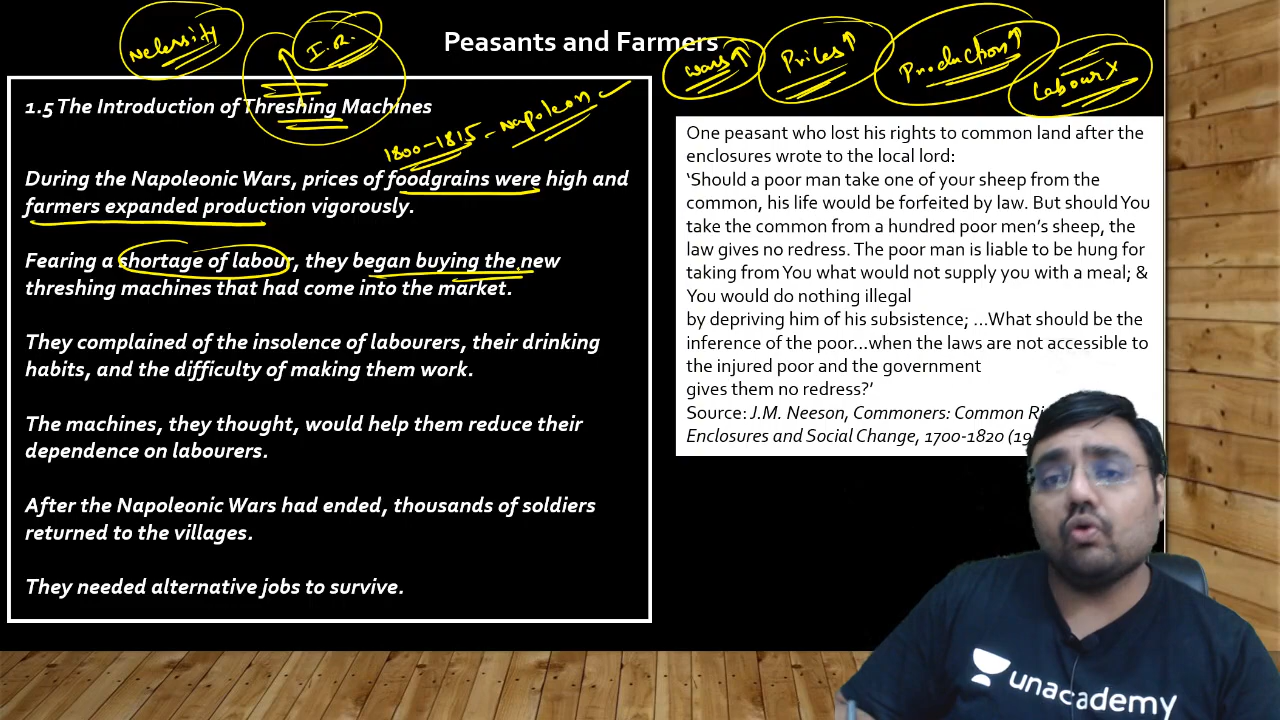 Necessity
I.R.
Peasants and Farmers
Wars↑
Prices↑
Production↑
Labour X
1.5 The Introduction of Threshing Machines
1800-1815 - Napoleon
During the Napoleonic Wars, prices of foodgrains were high and
farmers expanded production vigorously.
Fearing a shortage of labour, they began buying the new
threshing machines that had come into the market.
They complained of the insolence of labourers, their drinking
habits, and the difficulty of making them work.
The machines, they thought, would help them reduce their
dependence on labourers.
After the Napoleonic Wars had ended, thousands of soldiers
returned to the villages.
They needed alternative jobs to survive.
One peasant who lost his rights to common land after the
enclosures wrote to the local lord:
‘Should a poor man take one of your sheep from the
common, his life would be forfeited by law. But should You
take the common from a hundred poor men's sheep, the
law gives no redress. The poor man is liable to be hung for
taking from You what would not supply you with a meal; &
You would do nothing illegal
by depriving him of his subsistence; ...What should be the
inference of the poor...when the laws are not accessible to
the injured poor and the government
gives them no redress?’
Source: J.M. Neeson, Commoners: Common
Enclosures and Social Change, 1700-1820
unacademy